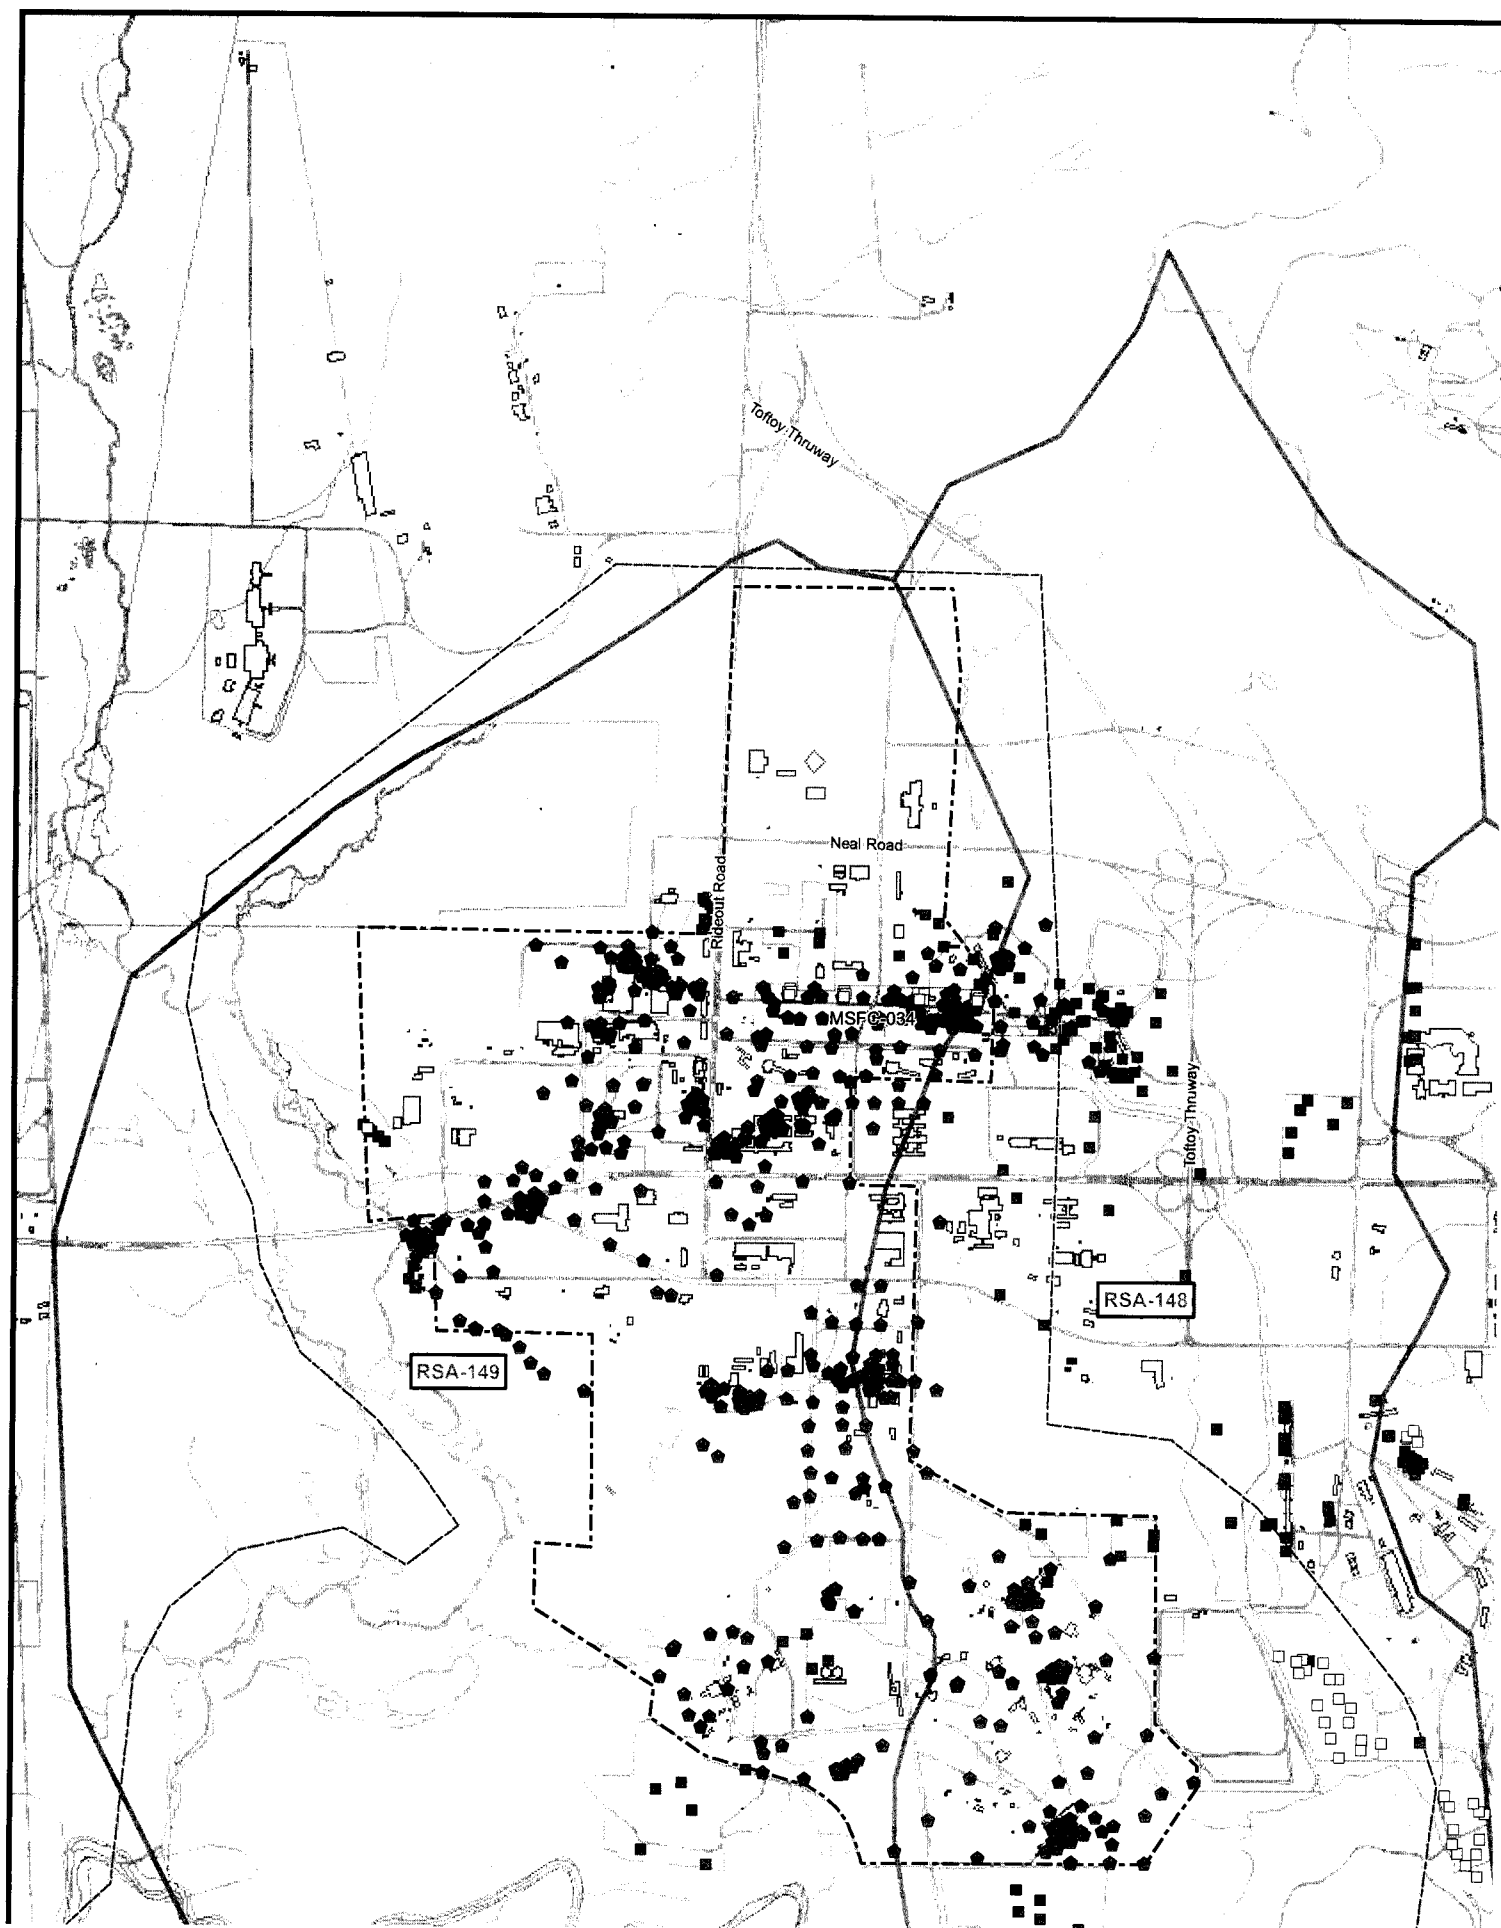 Toftoy Thruway
Neal Road
Rideout Road
MSFC-034
Toftoy Thruway
RSA-148
RSA-149